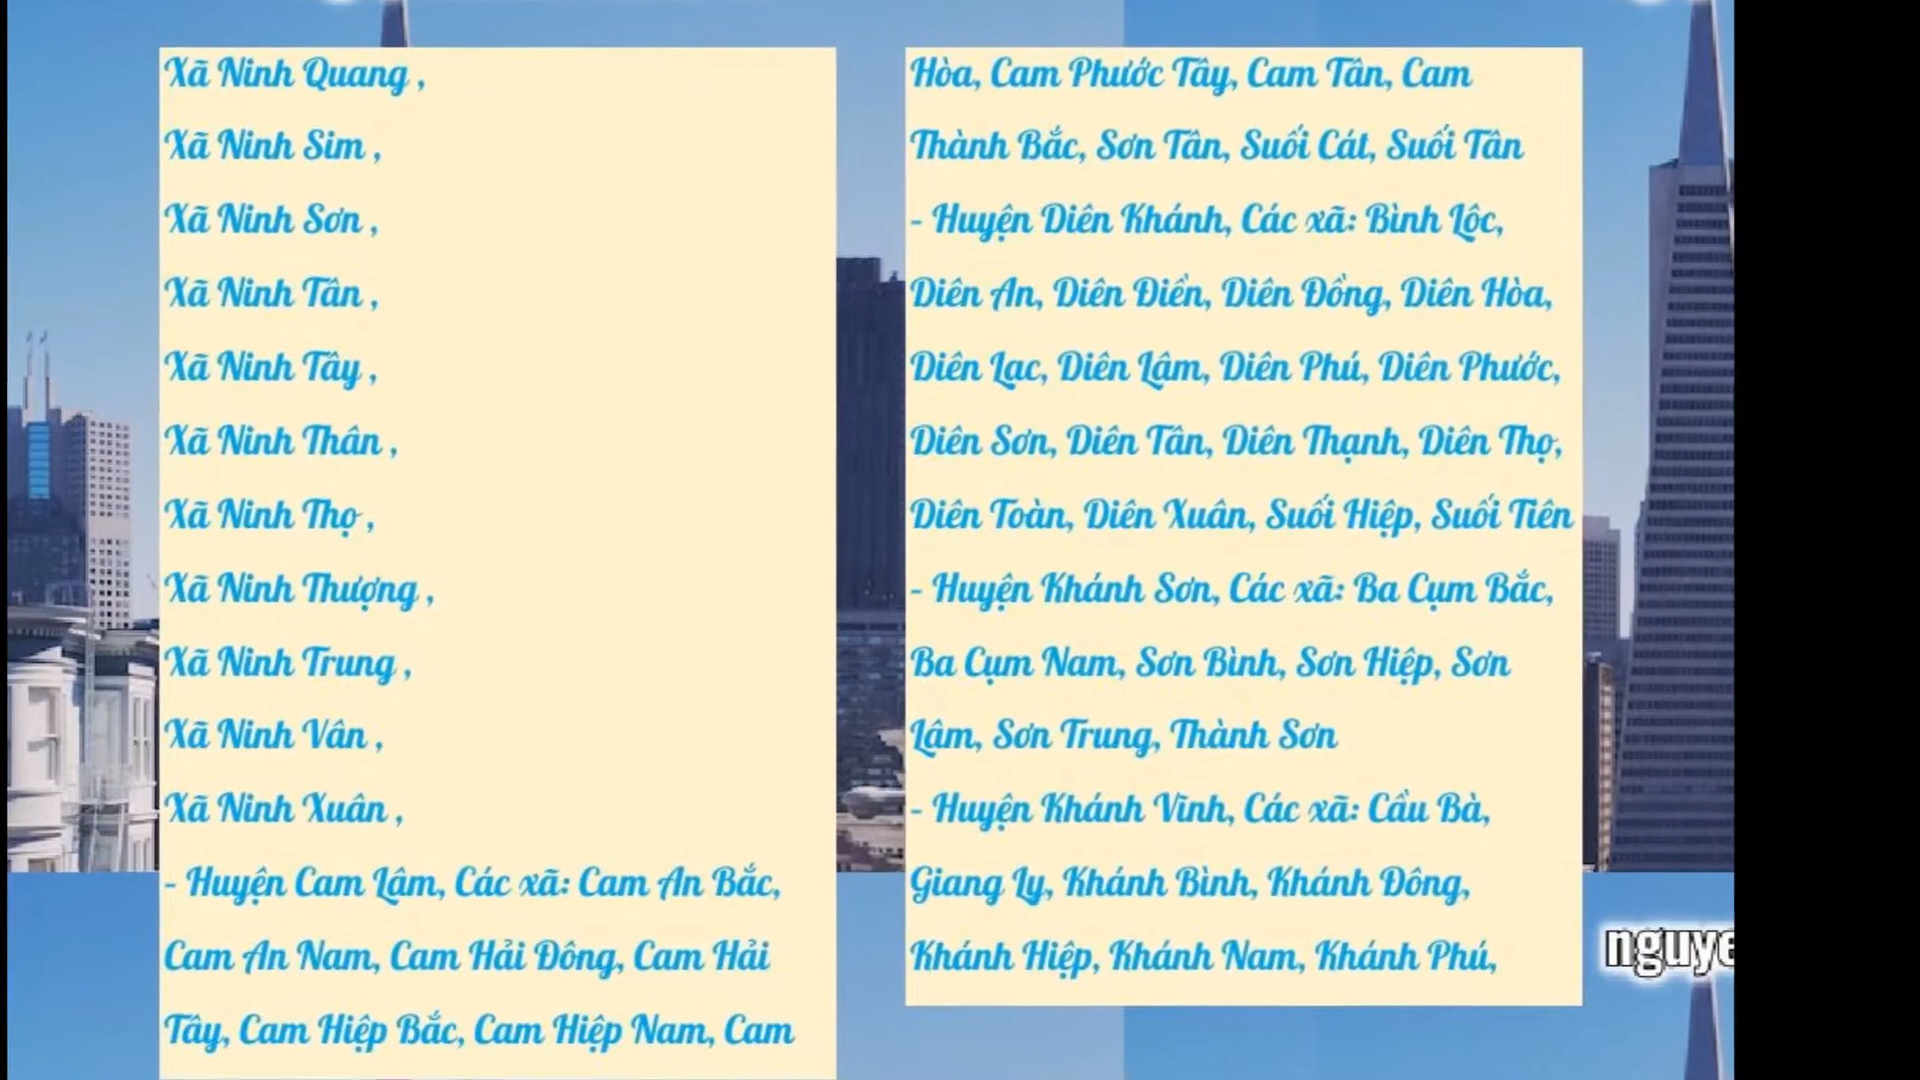 Xã Ninh Quang ,
Xã Ninh Sim ,
Xã Ninh Sơn ,
Xã Ninh Tân ,
Xã Ninh Tây ,
Xã Ninh Thân ,
Xã Ninh Thọ ,
Xã Ninh Thượng ,
Xã Ninh Trung ,
Xã Ninh Vân ,
Xã Ninh Xuân ,
- Huyện Cam Lâm, Các xã: Cam An Bắc,
Cam An Nam, Cam Hải Đông, Cam Hải
Tây, Cam Hiệp Bắc, Cam Hiệp Nam, Cam
Hòa, Cam Phước Tây, Cam Tân, Cam
Thành Bắc, Sơn Tân, Suối Cát, Suối Tân
- Huyện Diên Khánh, Các xã: Bình Lộc,
Diên An, Diên Điền, Diên Đồng, Diên Hòa,
Diên Lạc, Diên Lâm, Diên Phú, Diên Phước,
Diên Sơn, Diên Tân, Diên Thạnh, Diên Thọ,
Diên Toàn, Diên Xuân, Suối Hiệp, Suối Tiên
- Huyện Khánh Sơn, Các xã: Ba Cụm Bắc,
Ba Cụm Nam, Sơn Bình, Sơn Hiệp, Sơn
Lâm, Sơn Trung, Thành Sơn
- Huyện Khánh Vĩnh, Các xã: Cầu Bà,
Giang Ly, Khánh Bình, Khánh Đông,
Khánh Hiệp, Khánh Nam, Khánh Phú,
nguye